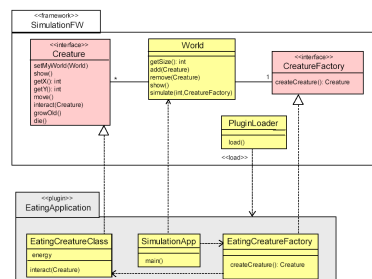 <<framework>>
SimulationFW
<<interface>>
Creature
setMyWorld(World)
show()
getX(): int
getY(): int
move()
interact(Creature)
growOld()
die()
*
World
getSize(): int
add(Creature)
remove(Creature)
show()
simulate(int,CreatureFactory)
1
<<interface>>
CreatureFactory
createCreature(): Creature
PluginLoader
load()
<<load>>
<<plugin>>
EatingApplication
EatingCreatureClass
energy
interact(Creature)
SimulationApp
main()
EatingCreatureFactory
createCreature(): Creature